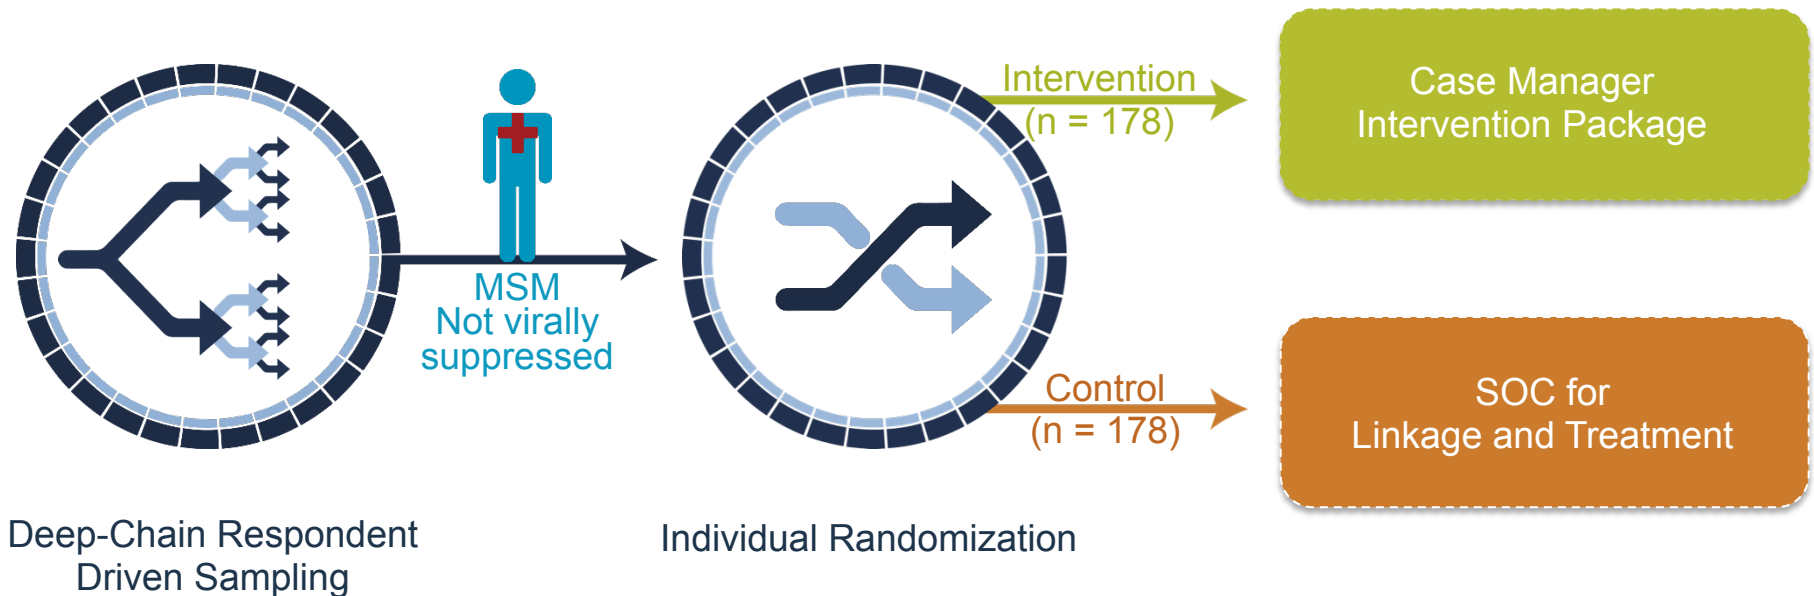 Deep-Chain Respondent
Driven Sampling
MSM
Not virally
suppressed
Individual Randomization
Intervention
(n = 178)
Case Manager
Intervention Package
Control
(n = 178)
SOC for
Linkage and Treatment